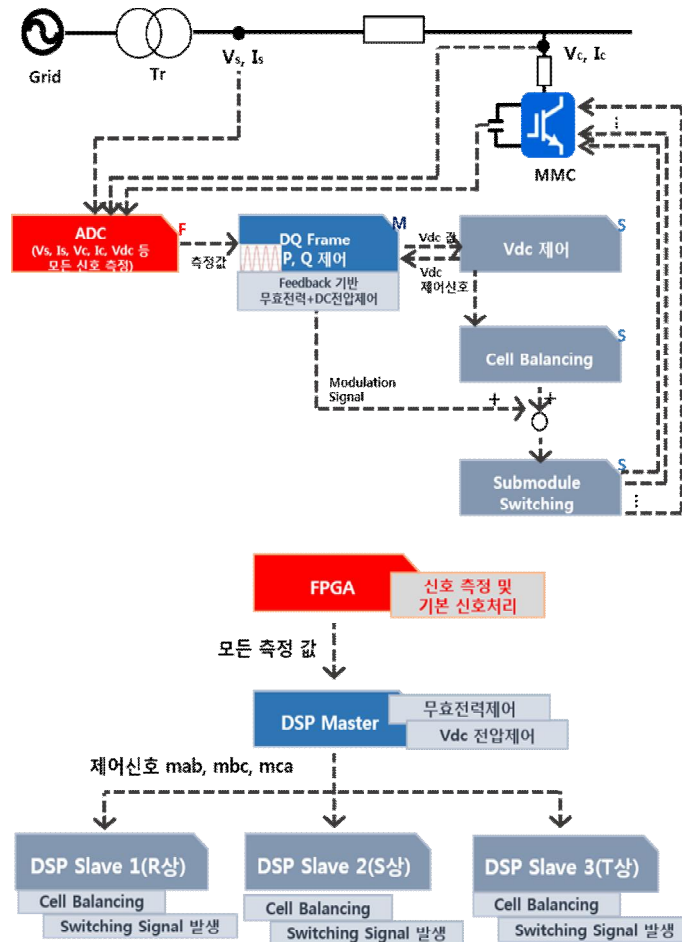 Grid
Tr
Vs, Is
Vc, Ic
MMC
ADC
(Vs, Is, Vc, Ic, Vdc 등
모든 신호 측정)
F
측정값
DQ Frame
P, Q 제어
M
Feedback 기반
무효전력+DC전압제어
Vdc 값
Vdc
제어신호
Vdc 제어
S
Cell Balancing
S
Modulation
Signal
+
+
Submodule
Switching
S
FPGA
신호 측정 및
기본 신호처리
모든 측정 값
DSP Master
무효전력제어
Vdc 전압제어
제어신호 mab, mbc, mca
DSP Slave 1(R상)
Cell Balancing
Switching Signal 발생
DSP Slave 2(S상)
Cell Balancing
Switching Signal 발생
DSP Slave 3(T상)
Cell Balancing
Switching Signal 발생